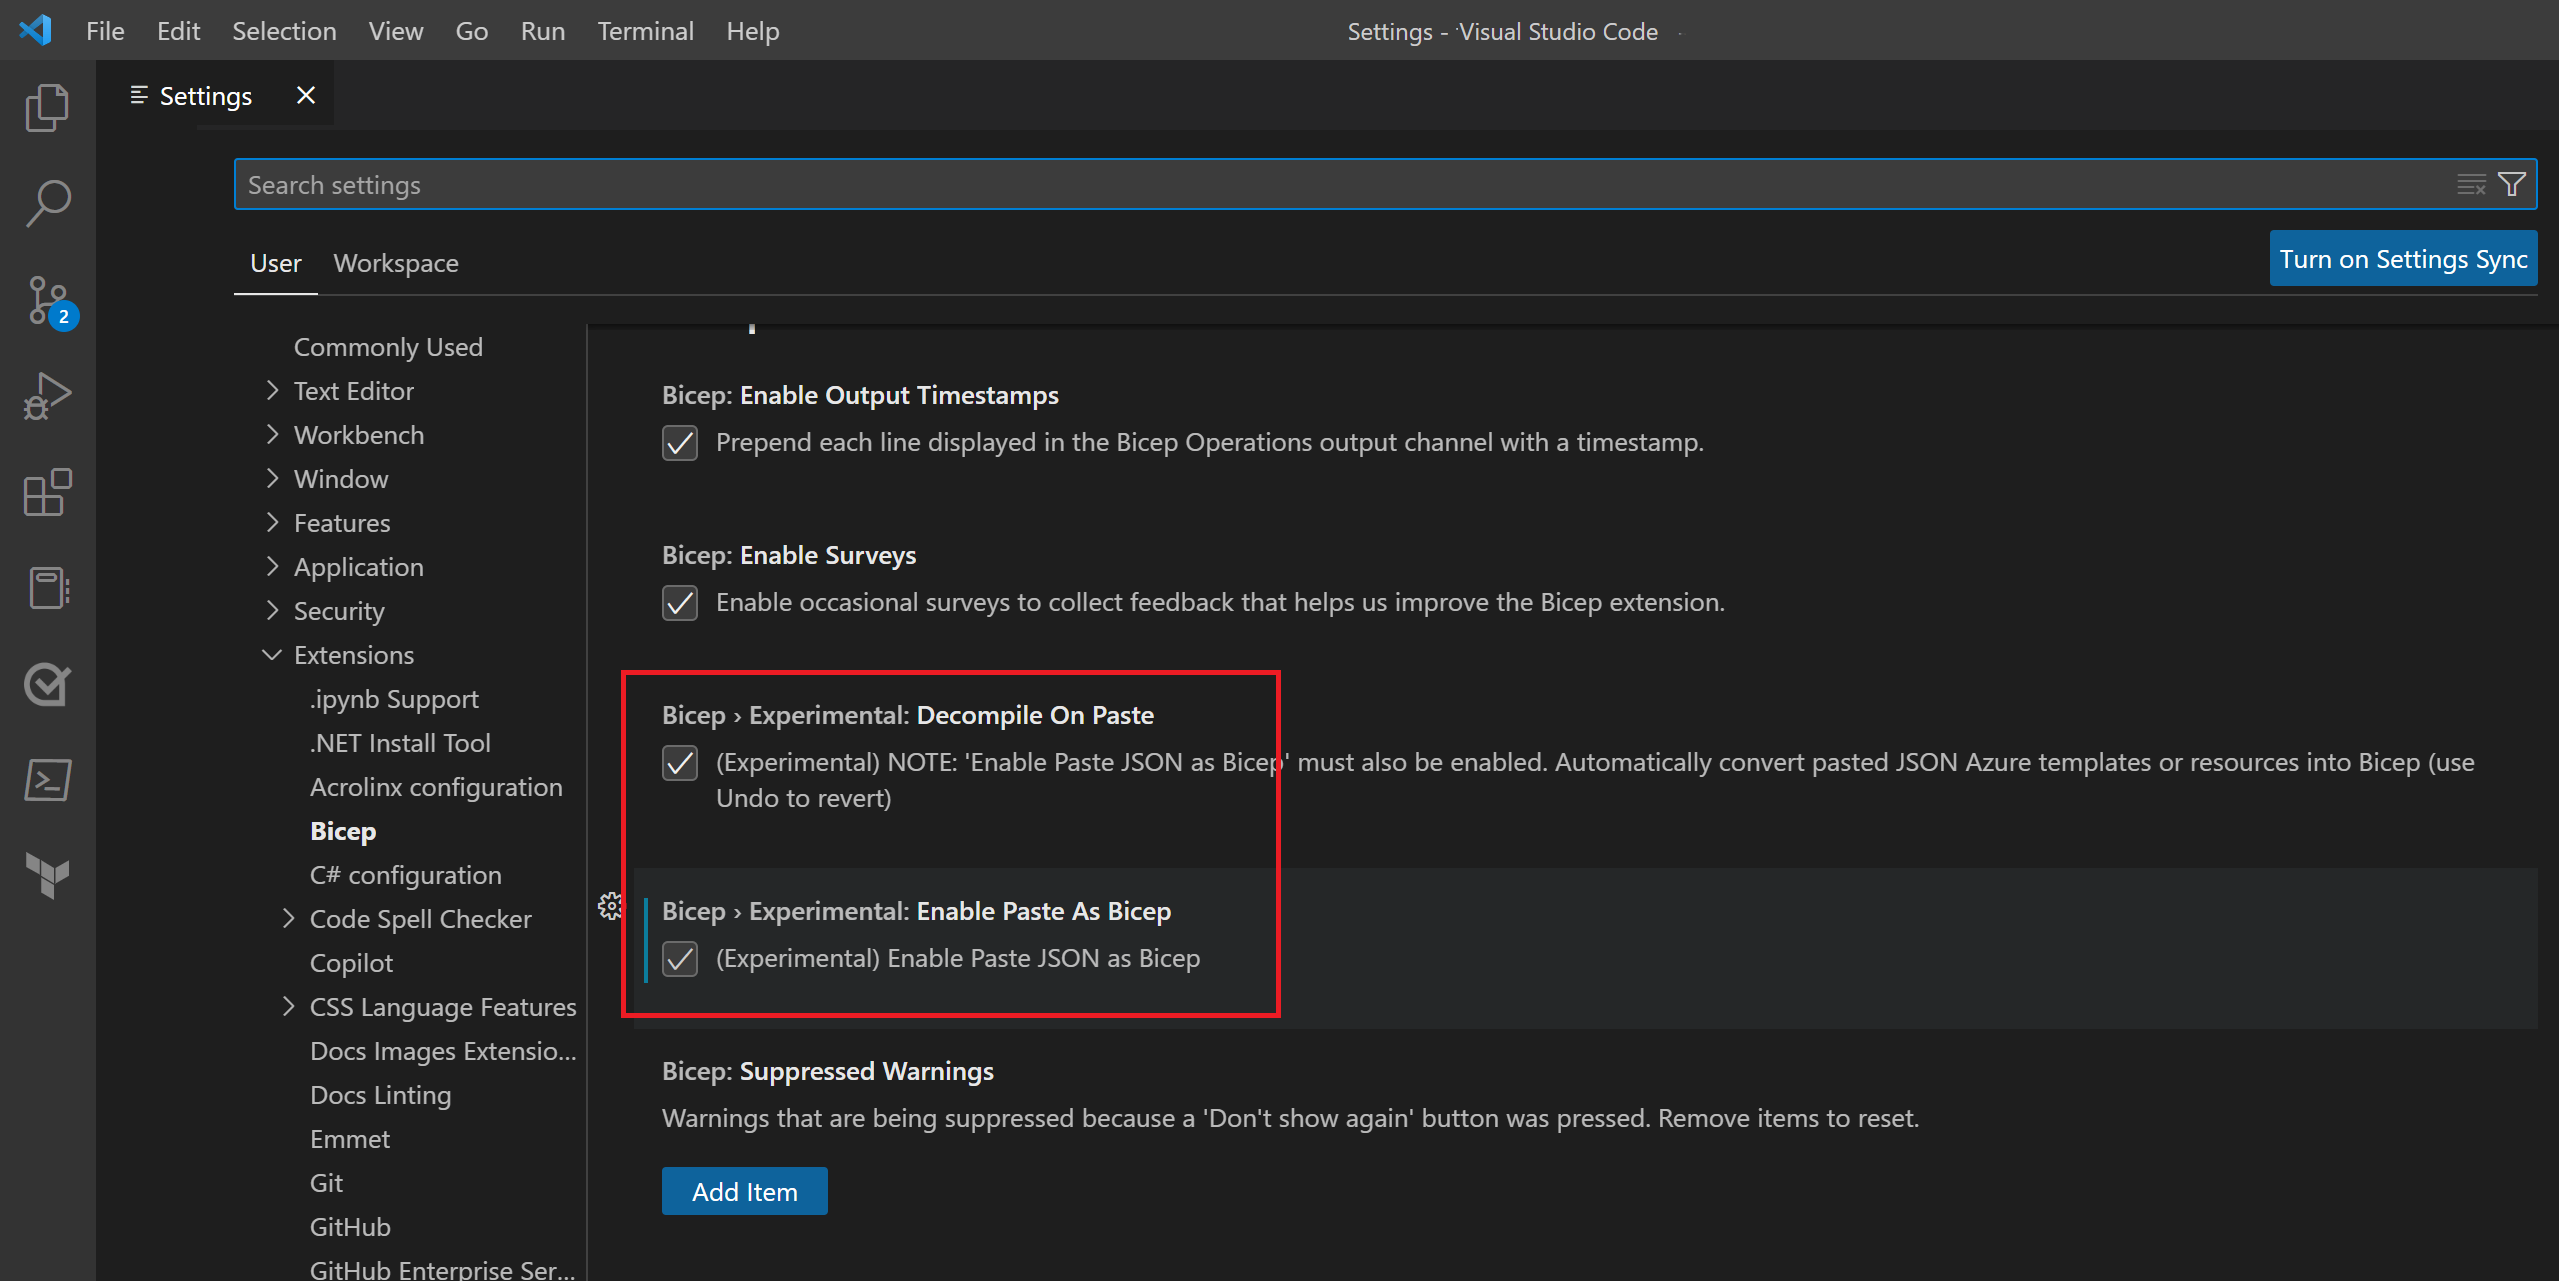 File Edit Selection View Go Run Terminal Help
Settings - Visual Studio Code
Settings
Search settings
User Workspace
Turn on Settings Sync
2
Commonly Used
Text Editor
Workbench
Window
Features
Application
Security
Extensions
.ipynb Support
.NET Install Tool
Acrolinx configuration
Bicep
C# configuration
Code Spell Checker
Copilot
CSS Language Features
Docs Images Extensio...
Docs Linting
Emmet
Git
GitHub
GitHub Enterprise Ser...
Bicep: Enable Output Timestamps
Prepend each line displayed in the Bicep Operations output channel with a timestamp.
Bicep: Enable Surveys
Enable occasional surveys to collect feedback that helps us improve the Bicep extension.
Bicep › Experimental: Decompile On Paste
(Experimental) NOTE: 'Enable Paste JSON as Bicep' must also be enabled. Automatically convert pasted JSON Azure templates or resources into Bicep (use
Undo to revert)
Bicep › Experimental: Enable Paste As Bicep
(Experimental) Enable Paste JSON as Bicep
Bicep: Suppressed Warnings
Warnings that are being suppressed because a 'Don't show again' button was pressed. Remove items to reset.
Add Item